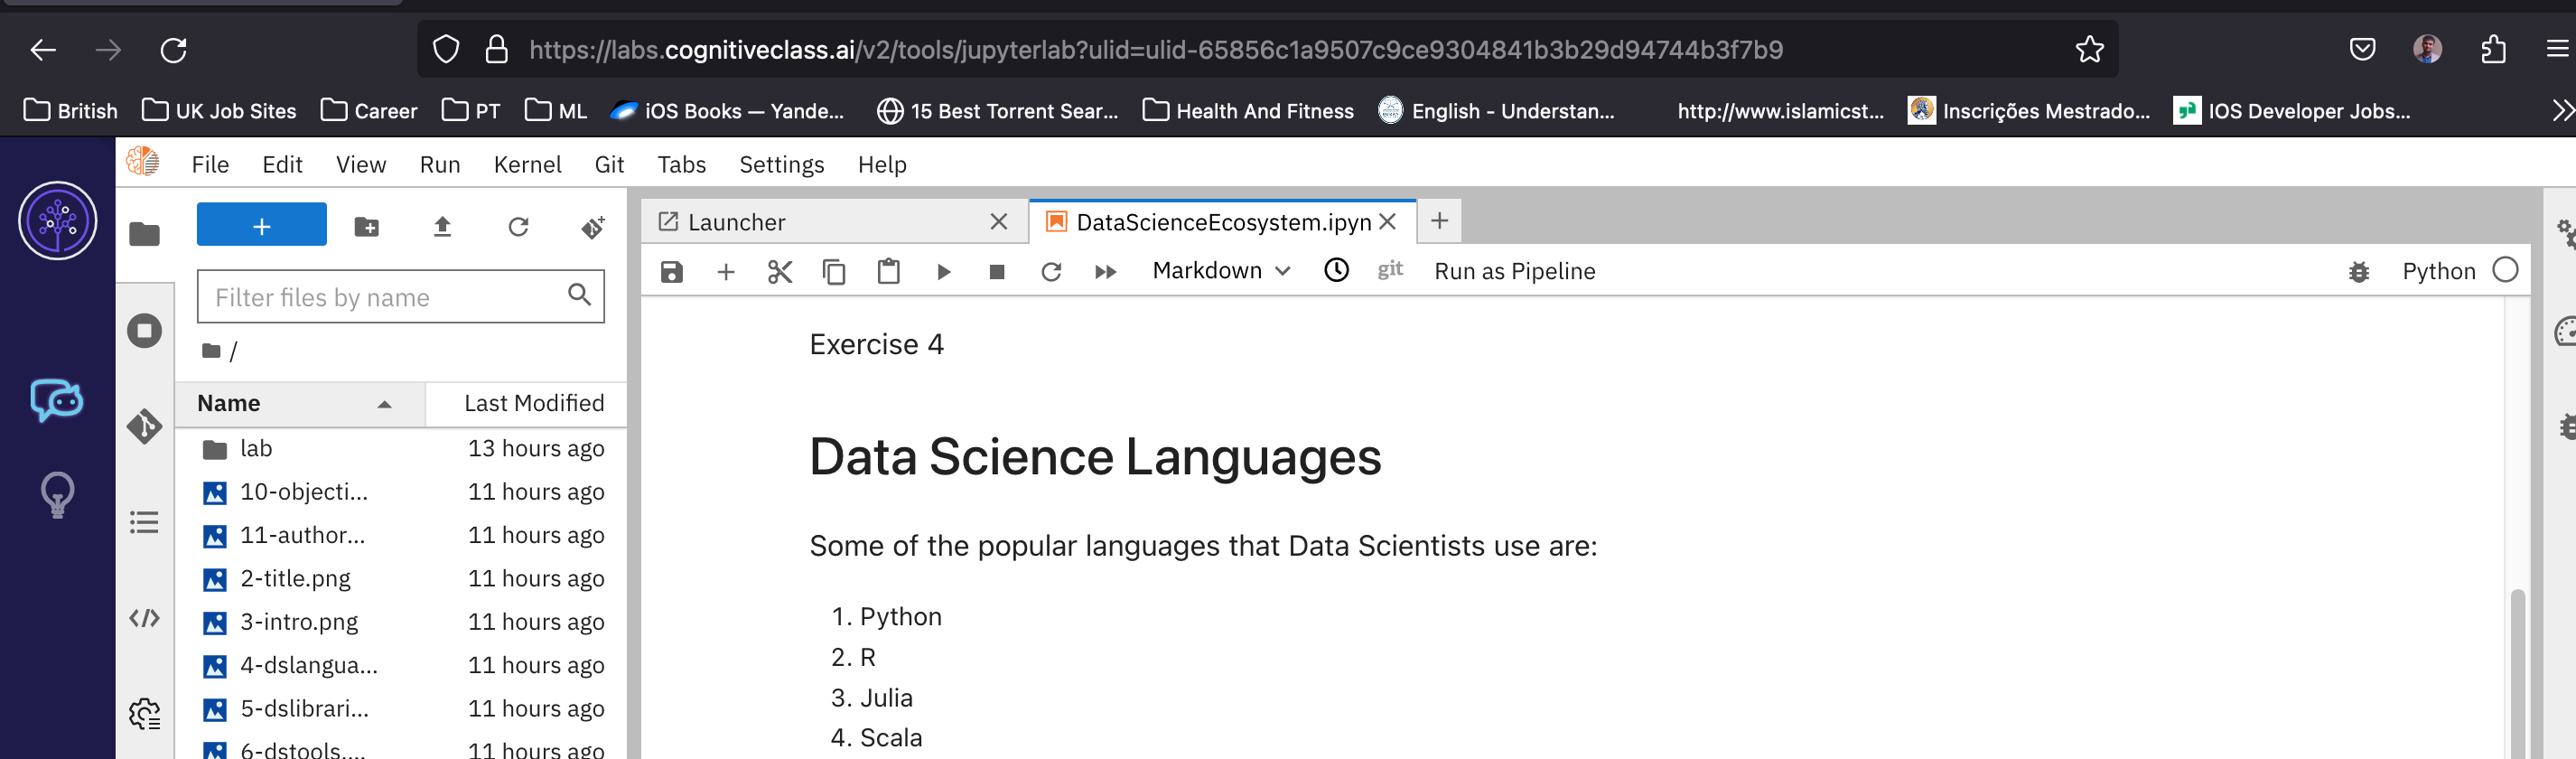 https://labs.cognitiveclass.ai/v2/tools/jupyterlab?ulid=ulid-65856c1a9507c9ce9304841b3b29d94744b3f7b9
British UK Job Sites Career PT ML iOS Books — Yande... 15 Best Torrent Sear... Health And Fitness English - Understan... http://www.islamicst... Inscrições Mestrado... IOS Developer Jobs...
File Edit View Run Kernel Git Tabs Settings Help
Launcher DataScienceEcosystem.ipyn
Markdown git Run as Pipeline Python
Filter files by name
/
Name Last Modified
lab 13 hours ago
10-objecti... 11 hours ago
11-author... 11 hours ago
2-title.png 11 hours ago
3-intro.png 11 hours ago
4-dslangua... 11 hours ago
5-dslibrari... 11 hours ago
6-dstools.... 11 hours ago
Exercise 4
Data Science Languages
Some of the popular languages that Data Scientists use are:
1. Python
2. R
3. Julia
4. Scala